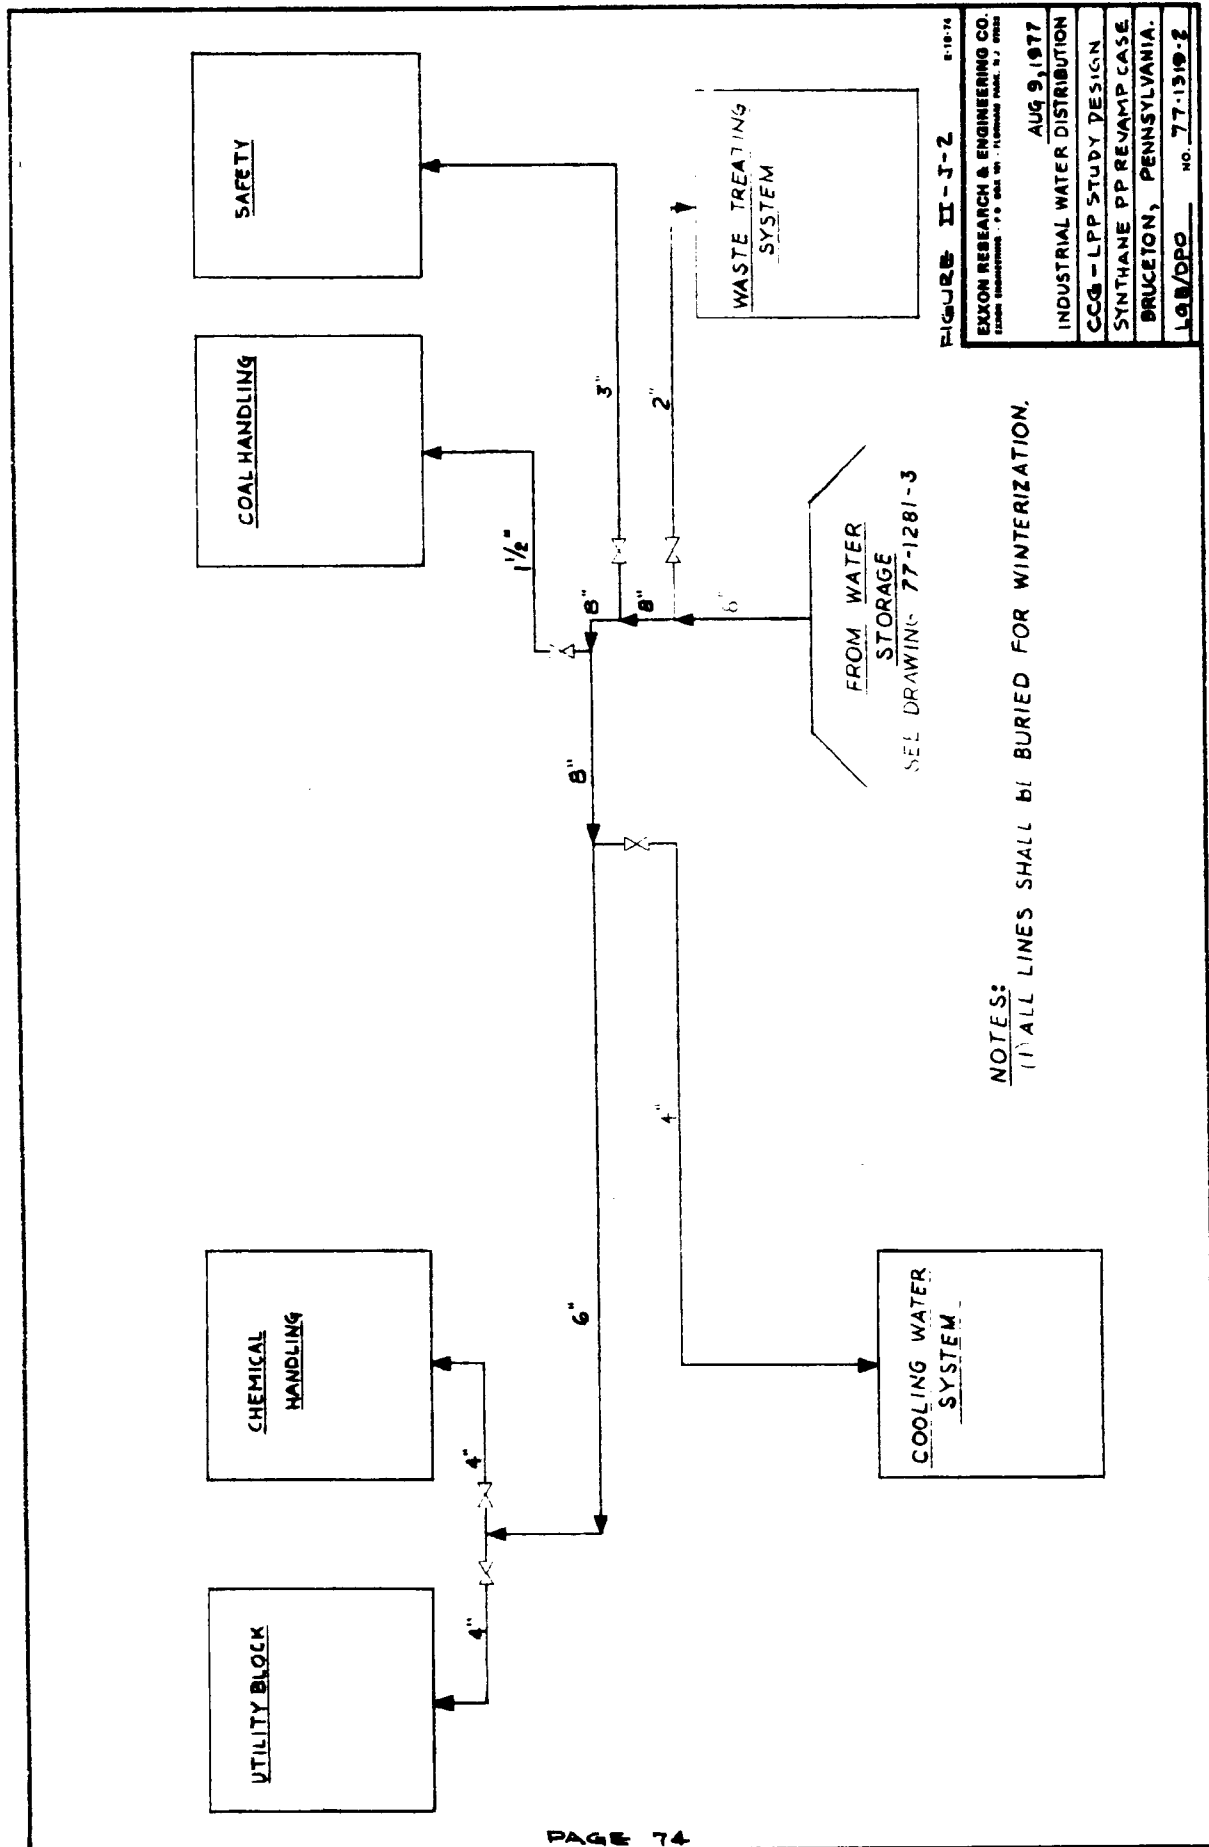 UTILITY BLOCK
CHEMICAL
HANDLING
COAL HANDLING
SAFETY
4"
4"
6"
8"
8"
8"
1½"
3"
2"
4"
COOLING WATER
SYSTEM
FROM WATER
STORAGE
DRAWING 77-1281-3
WASTE TREATING
SYSTEM
NOTES:
(1) ALL LINES SHALL BE BURIED FOR WINTERIZATION.
FIGURE II-J-2
EXXON RESEARCH & ENGINEERING CO.
AUG 9, 1977
INDUSTRIAL WATER DISTRIBUTION
CCG - LPP STUDY DESIGN
SYNTHANE PP REVAMP CASE
BRUCETON, PENNSYLVANIA.
LGB/DPO NO. 77-1319-2
PAGE 74